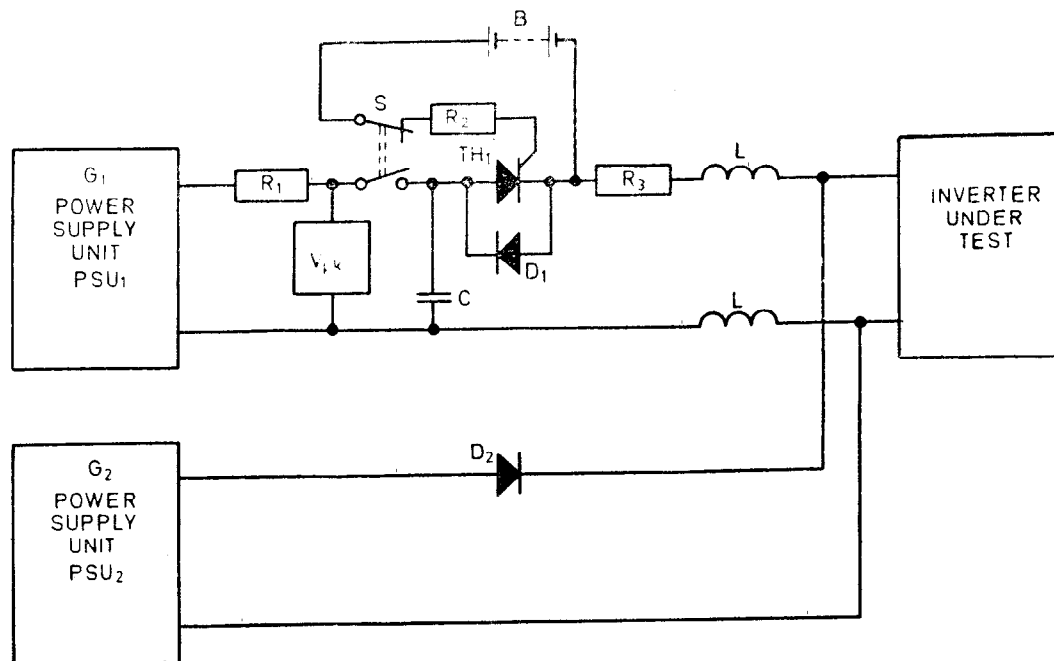 B
S
R2
TH1
G1
POWER
SUPPLY
UNIT
PSU1
R1
D1
C
R3
L
L
INVERTER
UNDER
TEST
G2
POWER
SUPPLY
UNIT
PSU2
D2